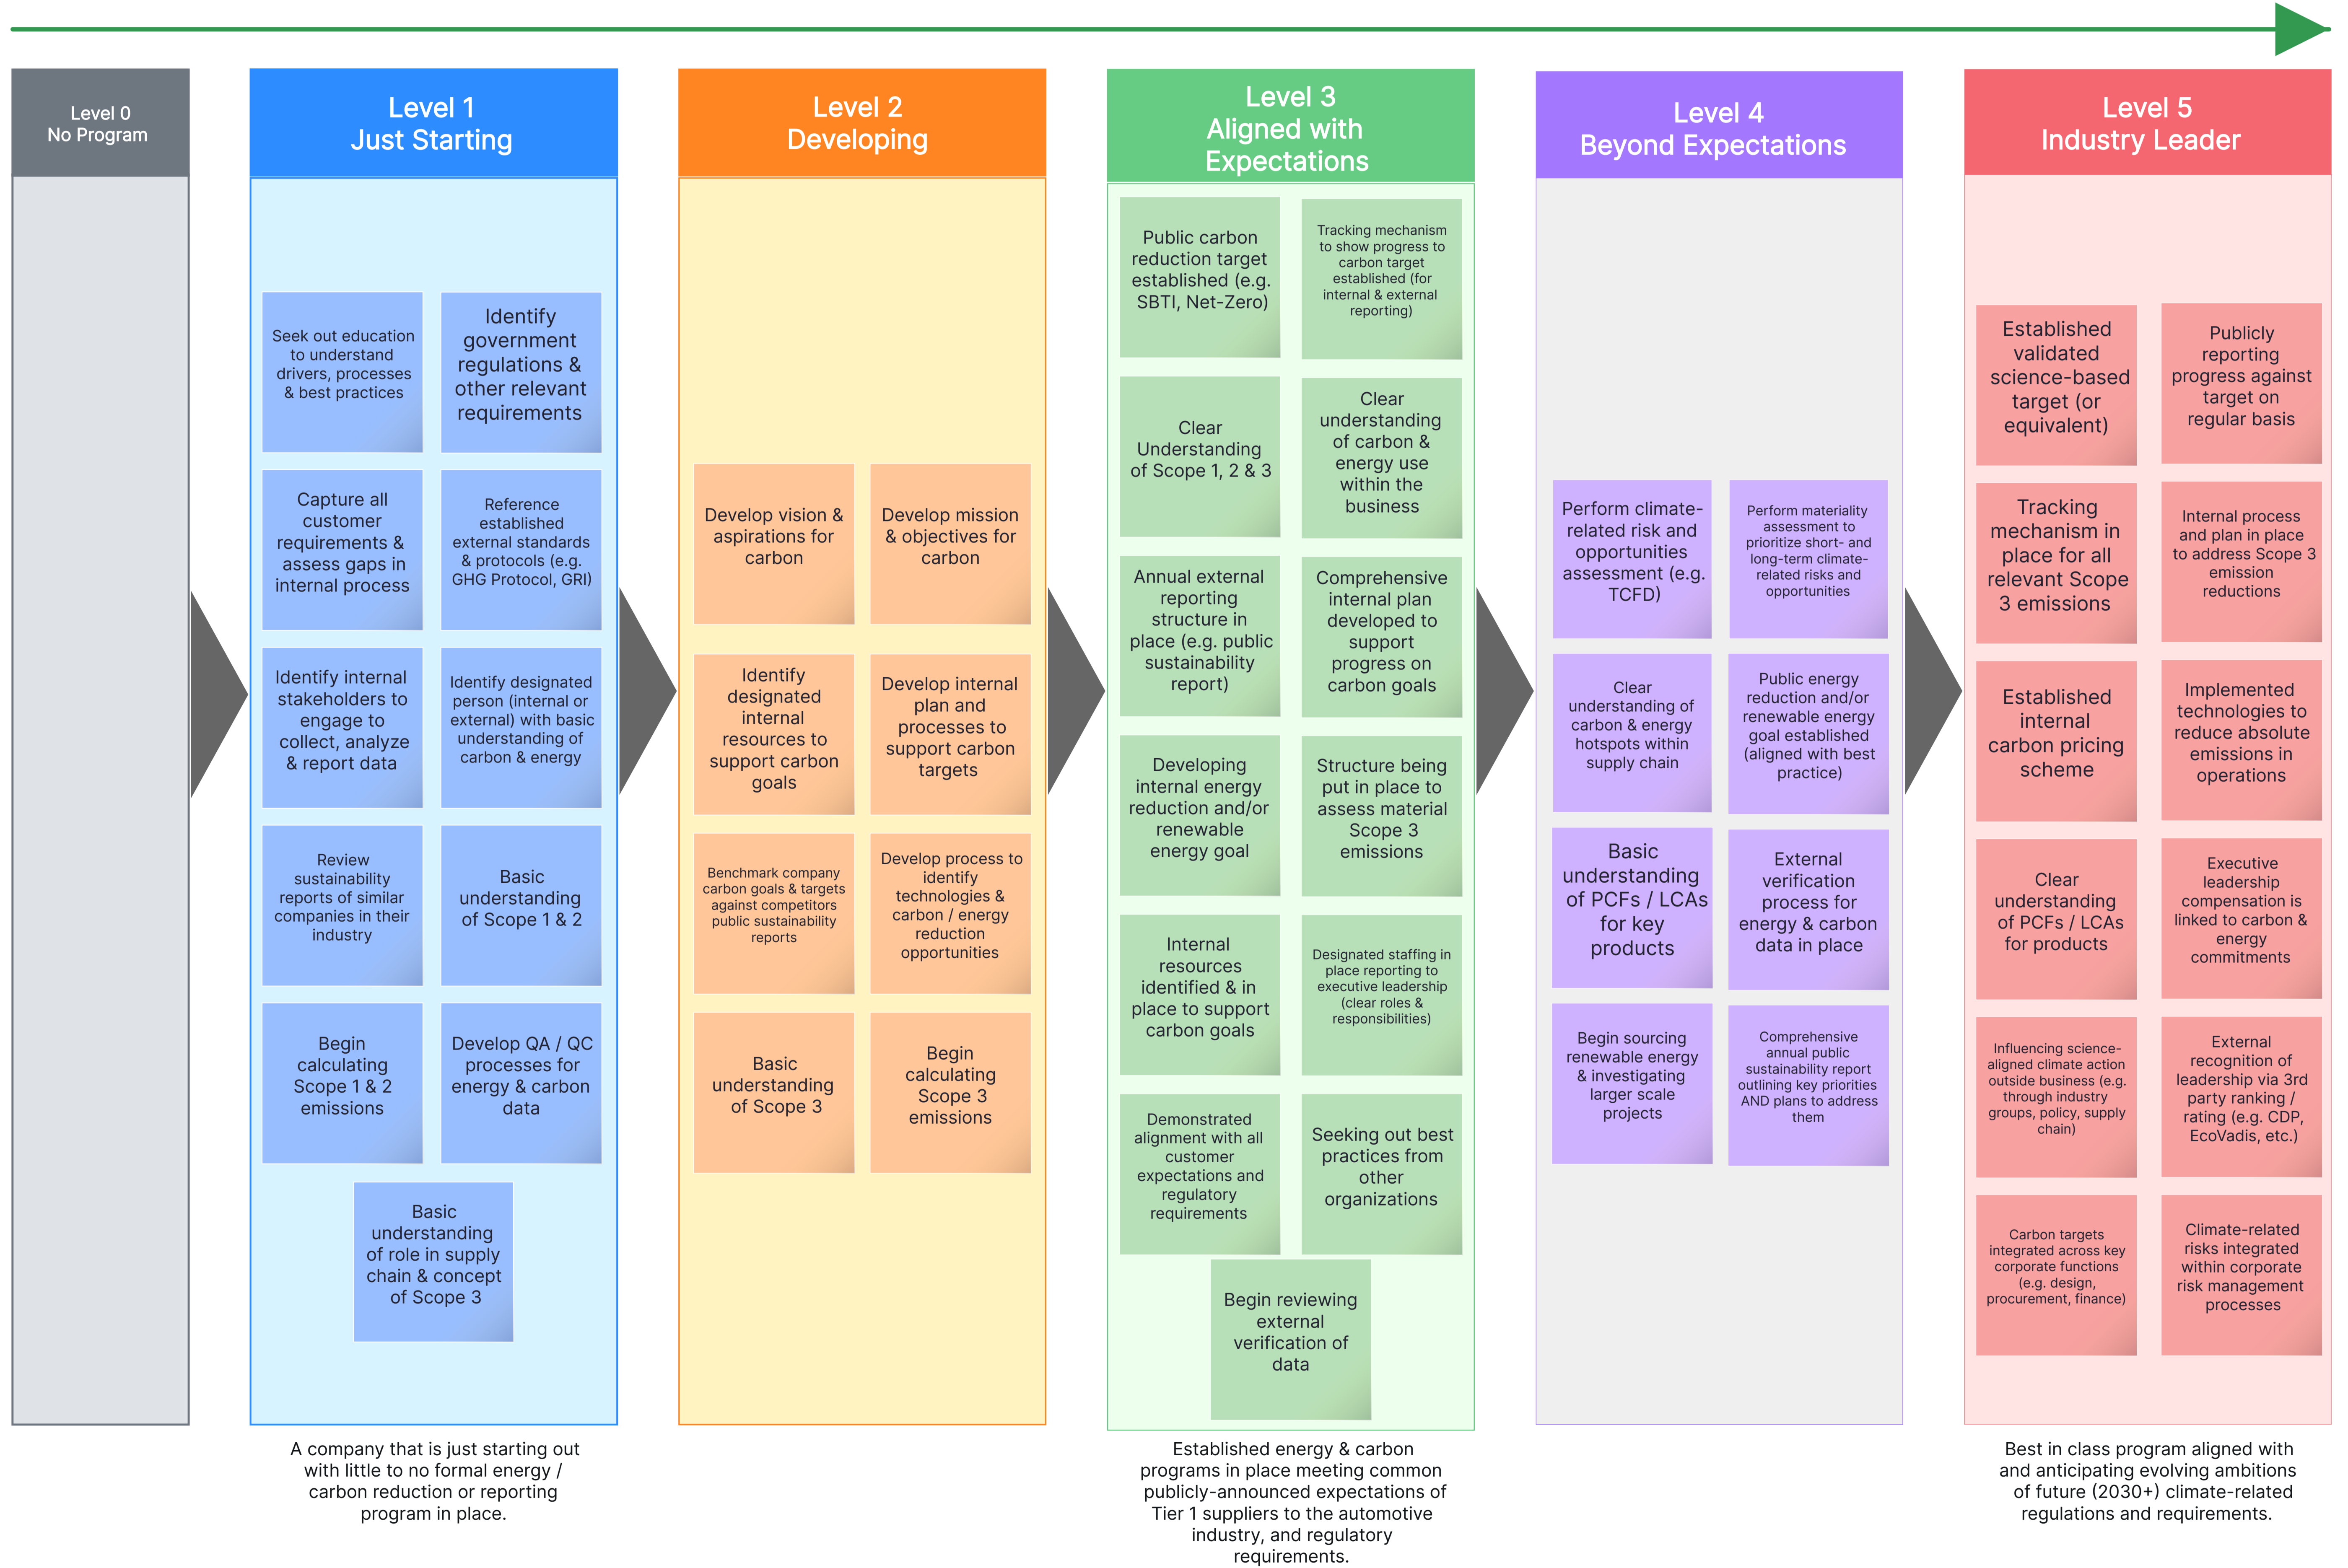 Level 0
No Program
Level 1
Just Starting
Seek out education
to understand
drivers, processes
& best practices
Identify
government
regulations &
other relevant
requirements
Capture all
customer
requirements &
assess gaps in
internal process
Reference
established
external standards
& protocols (e.g.
GHG Protocol, GRI)
Identify internal
stakeholders to
engage to
collect, analyze
& report data
Identify designated
person (internal or
external) with basic
understanding of
carbon & energy
Review
sustainability
reports of similar
companies in their
industry
Basic
understanding
of Scope 1 & 2
Begin
calculating
Scope 1 & 2
emissions
Develop QA / QC
processes for
energy & carbon
data
Basic
understanding
of role in supply
chain & concept
of Scope 3
A company that is just starting out
with little to no formal energy /
carbon reduction or reporting
program in place.
Level 2
Developing
Develop vision &
aspirations for
carbon
Develop mission
& objectives for
carbon
Identify
designated
internal
resources to
support carbon
goals
Develop internal
plan and
processes to
support carbon
targets
Benchmark company
carbon goals & targets
against competitors
public sustainability
reports
Develop process to
identify
technologies &
carbon / energy
reduction
opportunities
Basic
understanding
of Scope 3
Begin
calculating
Scope 3
emissions
Level 3
Aligned with
Expectations
Public carbon
reduction target
established (e.g.
SBTI, Net-Zero)
Tracking mechanism
to show progress to
carbon target
established (for
internal & external
reporting)
Clear
Understanding
of Scope 1, 2 & 3
Clear
understanding
of carbon &
energy use
within the
business
Annual external
reporting
structure in
place (e.g. public
sustainability
report)
Comprehensive
internal plan
developed to
support
progress on
carbon goals
Developing
internal energy
reduction and/or
renewable
energy goal
Structure being
put in place to
assess material
Scope 3
emissions
Internal
resources
identified & in
place to support
carbon goals
Designated staffing in
place reporting to
executive leadership
(clear roles &
responsibilities)
Demonstrated
alignment with all
customer
expectations and
regulatory
requirements
Seeking out best
practices from
other
organizations
Begin reviewing
external
verification of
data
Established energy & carbon
programs in place meeting common
publicly-announced expectations of
Tier 1 suppliers to the automotive
industry, and regulatory
requirements.
Level 4
Beyond Expectations
Perform climate-
related risk and
opportunities
assessment (e.g.
TCFD)
Perform materiality
assessment to
prioritize short- and
long-term climate-
related risks and
opportunities
Clear
understanding of
carbon & energy
hotspots within
supply chain
Public energy
reduction and/or
renewable energy
goal established
(aligned with best
practice)
Basic
understanding
of PCFs / LCAs
for key
products
External
verification
process for
energy & carbon
data in place
Begin sourcing
renewable energy
& investigating
larger scale
projects
Comprehensive
annual public
sustainability report
outlining key priorities
AND plans to address
them
Level 5
Industry Leader
Established
validated
science-based
target (or
equivalent)
Publicly
reporting
progress against
target on
regular basis
Tracking
mechanism in
place for all
relevant Scope
3 emissions
Internal process
and plan in place
to address Scope 3
emission
reductions
Established
internal
carbon pricing
scheme
Implemented
technologies to
reduce absolute
emissions in
operations
Clear
understanding
of PCFs / LCAs
for products
Executive
leadership
compensation is
linked to carbon &
energy
commitments
Influencing science-
aligned climate action
outside business (e.g.
through industry
groups, policy, supply
chain)
External
recognition of
leadership via 3rd
party ranking /
rating (e.g. CDP,
EcoVadis, etc.)
Carbon targets
integrated across key
corporate functions
(e.g. design,
procurement, finance)
Climate-related
risks integrated
within corporate
risk management
processes
Best in class program aligned with
and anticipating evolving ambitions
of future (2030+) climate-related
regulations and requirements.